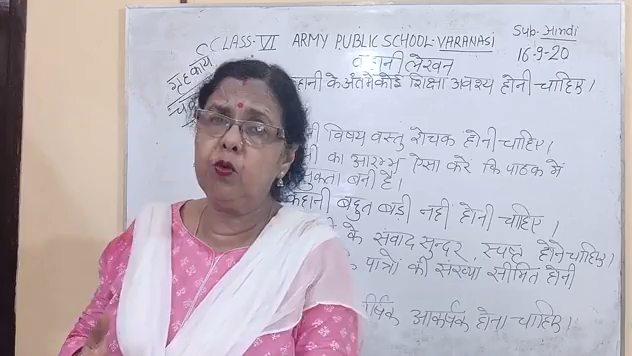 CLASS-VI ARMY PUBLIC SCHOOL-VARANASI
Sub-Hindi
16-9-20
गृहकार्य
कहानी लेखन
कहानी के अंत में कोई शिक्षा अवश्य होनी चाहिए।
विषय वस्तु रोचक होनी चाहिए।
का आरम्भ ऐसा करें कि पाठक में
बनी है।
कहानी बहुत बड़ी नहीं होनी चाहिए।
के संवाद सुन्दर, स्पष्ट होने चाहिए।
पात्रों की संख्या सीमित होनी
आकर्षक होना चाहिए।